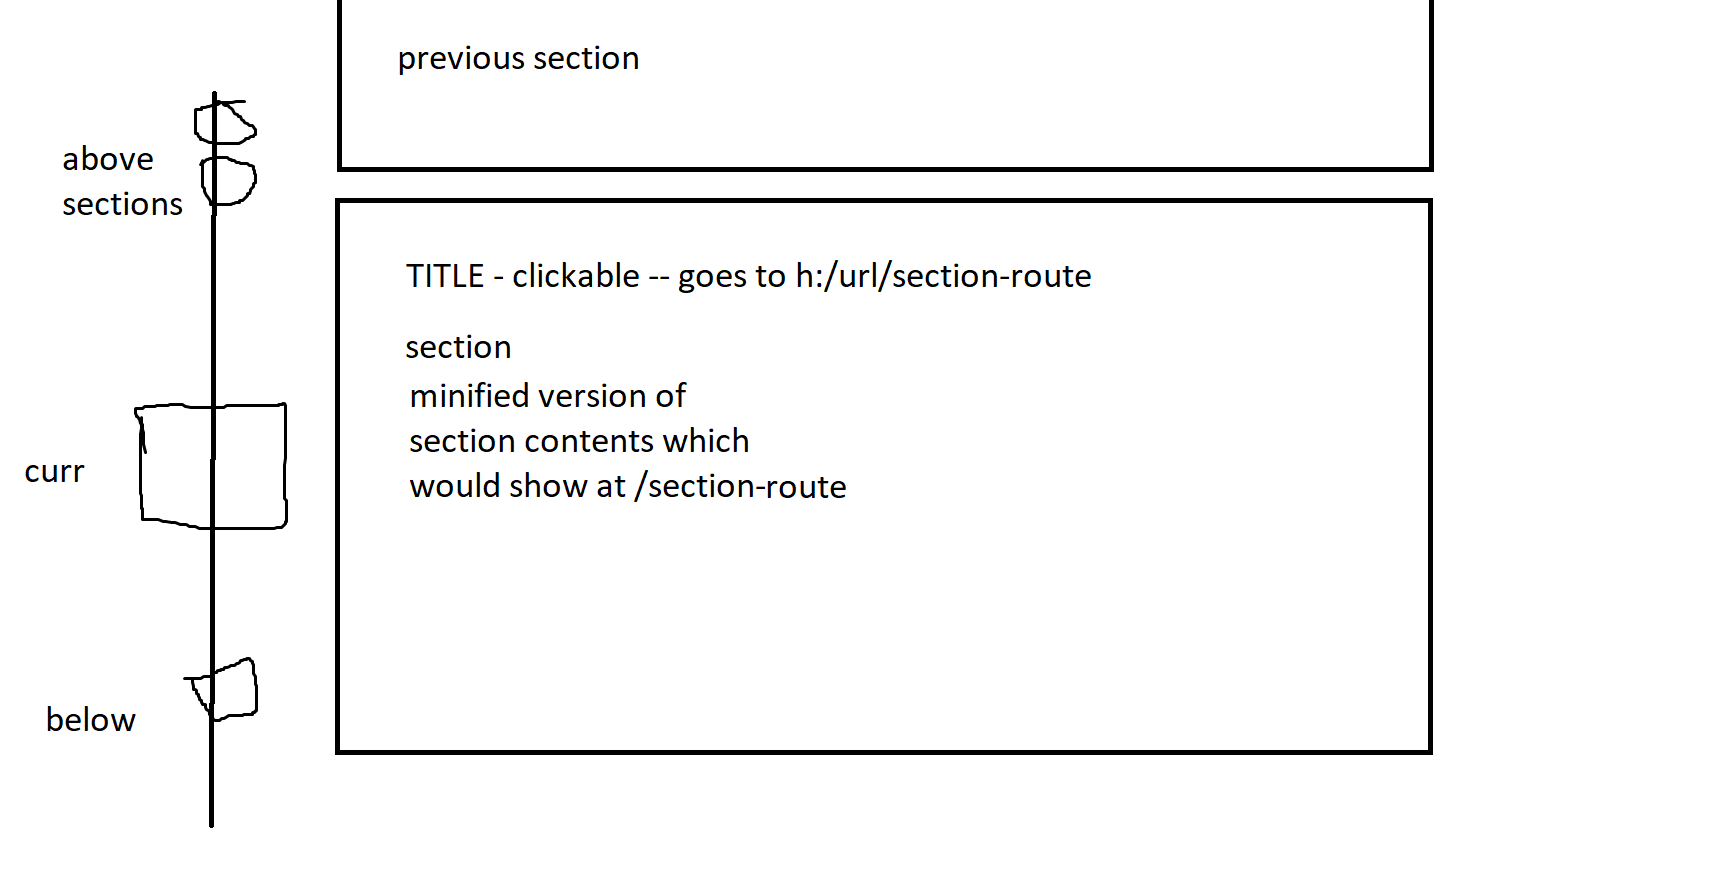 previous section
above
sections
TITLE - clickable -- goes to h:/url/section-route
section
minified version of
section contents which
would show at /section-route
curr
below